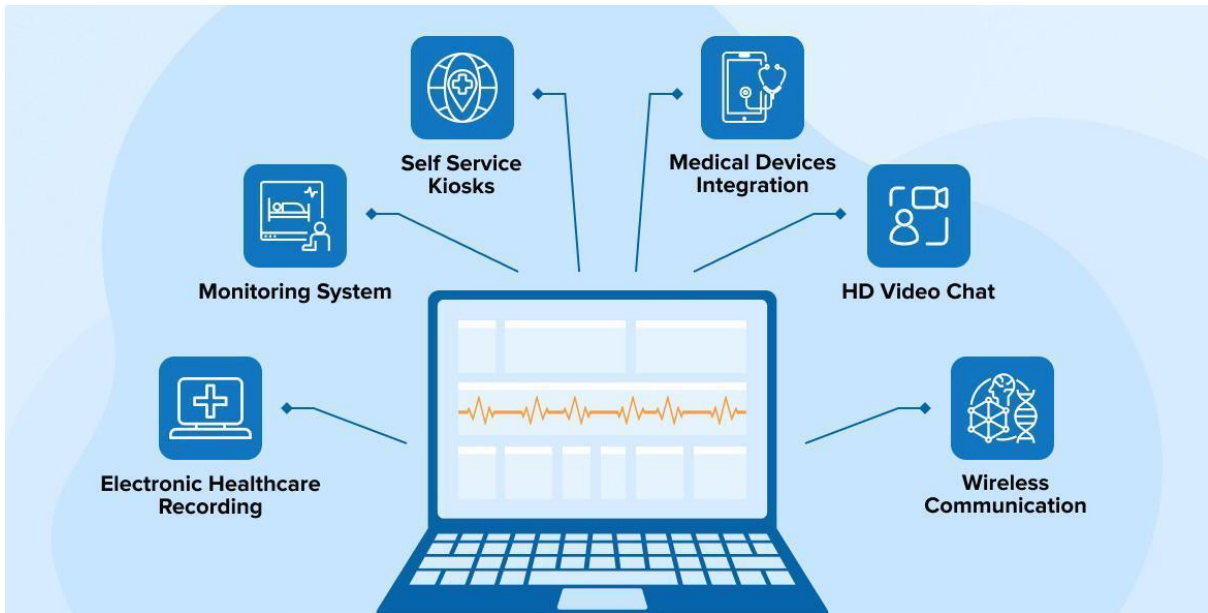 Self Service
Kiosks
Medical Devices
Integration
Monitoring System
HD Video Chat
Electronic Healthcare
Recording
Wireless
Communication